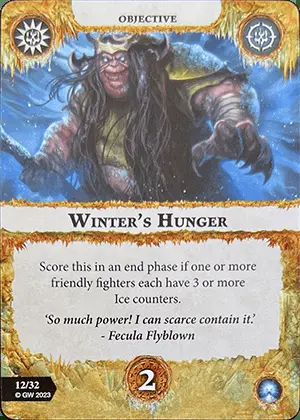 OBJECTIVE
WINTER'S HUNGER
Score this in an end phase if one or more
friendly fighters each have 3 or more
Ice counters.
'So much power! I can scarce contain it.'
- Fecula Flyblown
12/32
© GW 2023
2